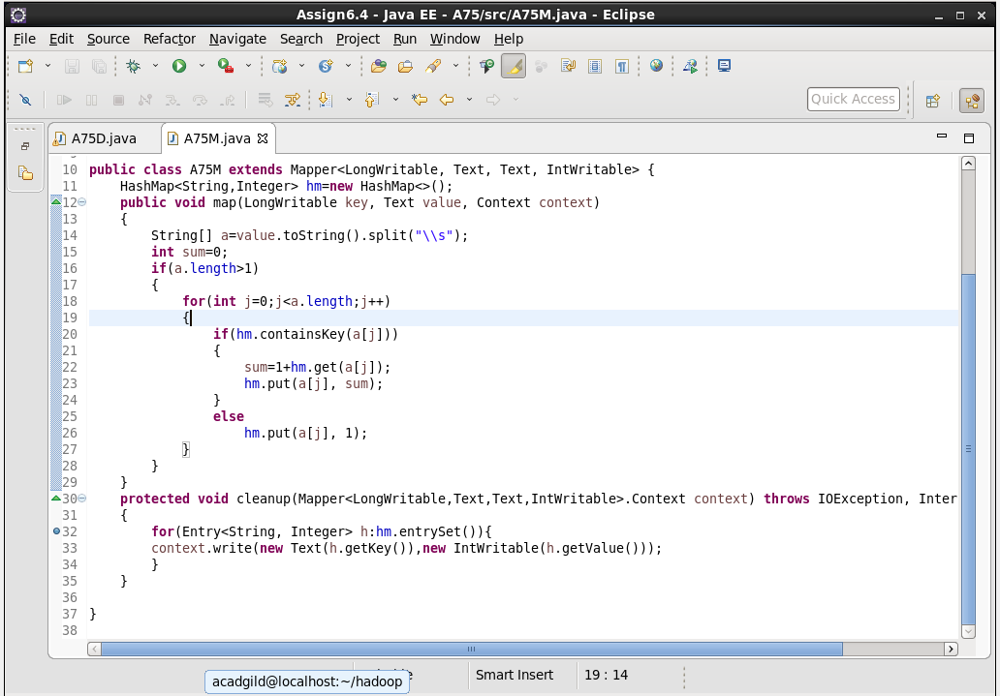 Assign6.4 - Java EE - A75/src/A75M.java - Eclipse
File Edit Source Refactor Navigate Search Project Run Window Help
Quick Access
A75D.java
A75M.java
10 public class A75M extends Mapper<LongWritable, Text, Text, IntWritable> {
11 HashMap<String,Integer> hm=new HashMap<>();
12 public void map(LongWritable key, Text value, Context context)
13 {
14 String[] a=value.toString().split("\\s");
15 int sum=0;
16 if(a.length>1)
17 {
18 for(int j=0;j<a.length;j++)
19 {
20 if(hm.containsKey(a[j]))
21 {
22 sum=1+hm.get(a[j]);
23 hm.put(a[j], sum);
24 }
25 else
26 hm.put(a[j], 1);
27 }
28 }
29 }
30 protected void cleanup(Mapper<LongWritable,Text,Text,IntWritable>.Context context) throws IOException, Inter
31 {
32 for(Entry<String, Integer> h:hm.entrySet()){
33 context.write(new Text(h.getKey()),new IntWritable(h.getValue()));
34 }
35 }
36
37 }
38
Smart Insert
19 : 14
acadgild@localhost:~/hadoop